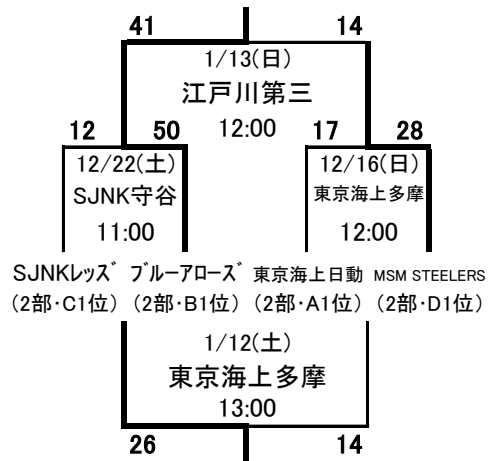 41 14
1/13(日)
江戸川第三
12:00
12 50 17 28
12/22(土) 12/16(日)
SJNK守谷 東京海上多摩
11:00 12:00
SJNKﾚｯｽﾞ ブルーアローズ 東京海上日動 MSM STEELERS
(2部･C1位) (2部･B1位) (2部･A1位) (2部･D1位)
1/12(土)
東京海上多摩
13:00
26 14